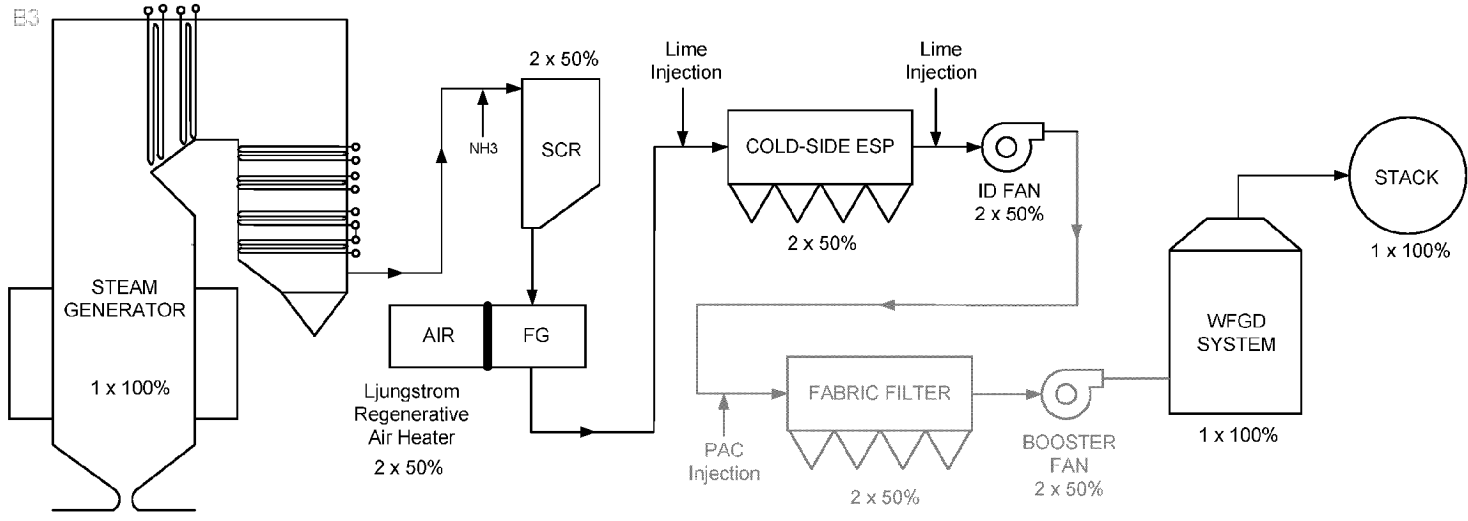 B3
STEAM
GENERATOR
1 x 100%
NH3
2 x 50%
SCR
AIR
FG
Ljungstrom
Regenerative
Air Heater
2 x 50%
Lime
Injection
COLD-SIDE ESP
2 x 50%
Lime
Injection
ID FAN
2 x 50%
PAC
Injection
FABRIC FILTER
2 x 50%
BOOSTER
FAN
2 x 50%
WFGD
SYSTEM
1 x 100%
STACK
1 x 100%